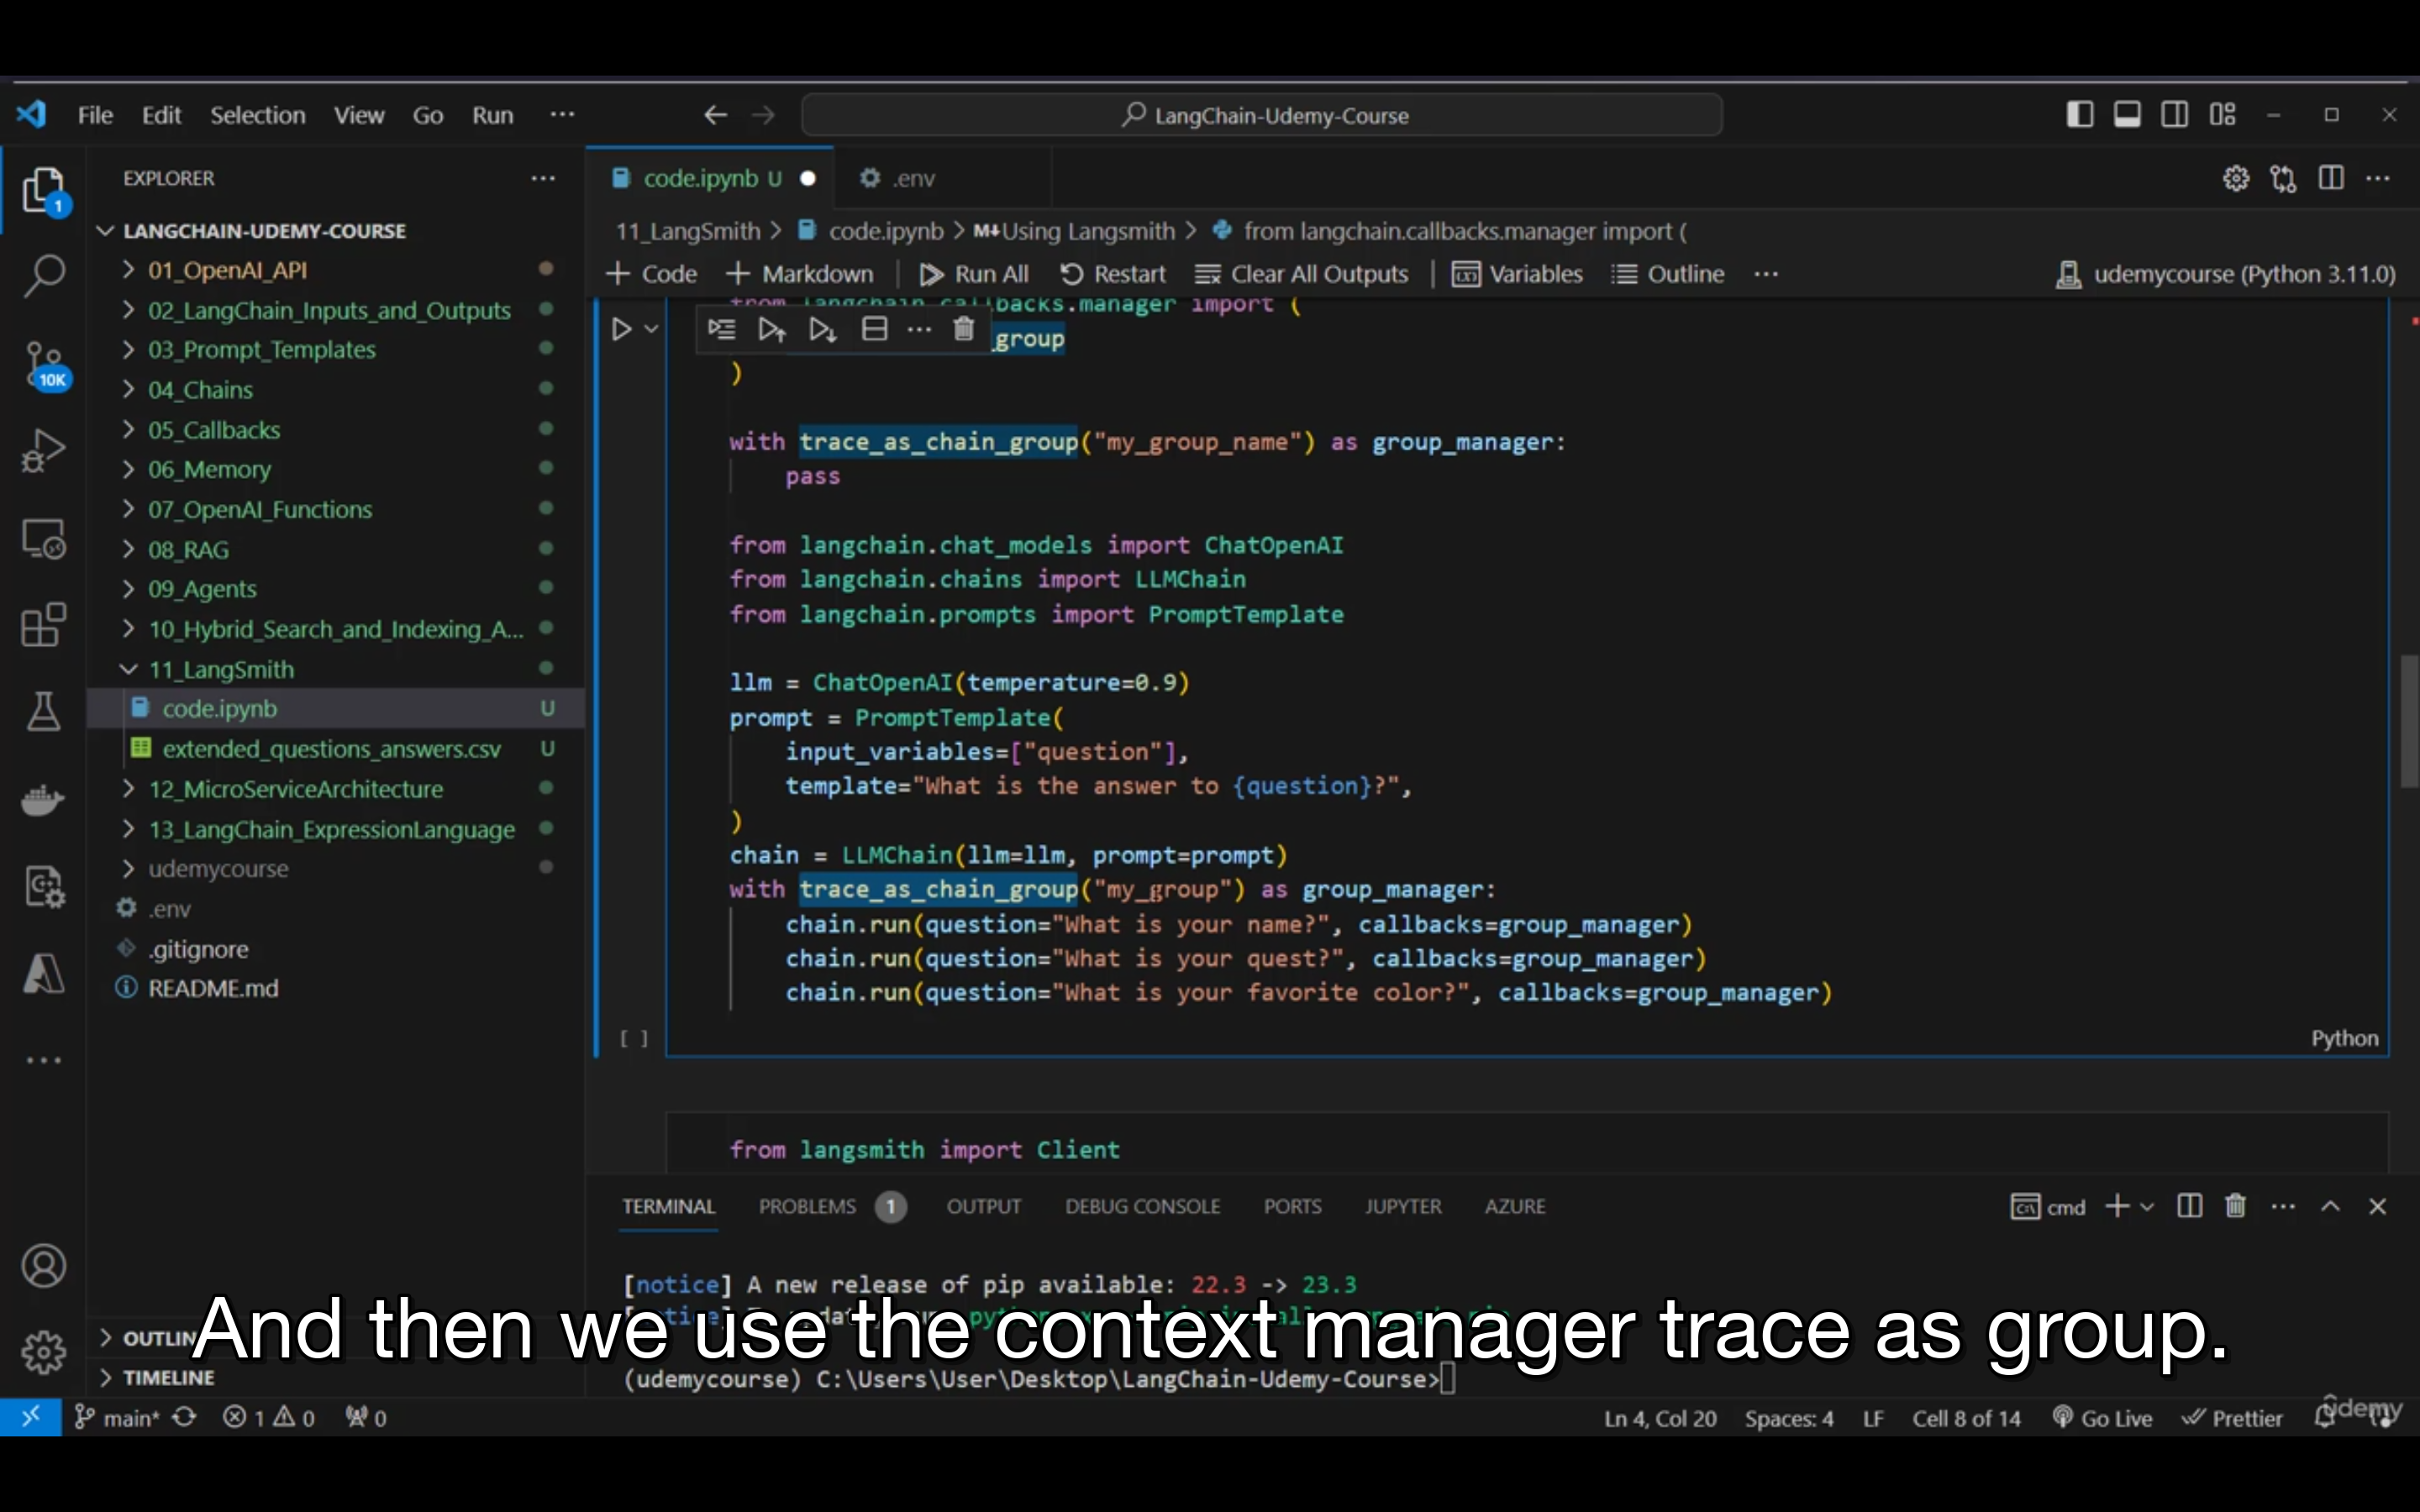 File Edit Selection View Go Run ···
LangChain-Udemy-Course
EXPLORER ···
1
LANGCHAIN-UDEMY-COURSE
01_OpenAI_API
02_LangChain_Inputs_and_Outputs
03_Prompt_Templates
10K
04_Chains
05_Callbacks
06_Memory
07_OpenAI_Functions
08_RAG
09_Agents
10_Hybrid_Search_and_Indexing_A...
11_LangSmith
code.ipynb U
extended_questions_answers.csv U
12_MicroServiceArchitecture
13_LangChain_ExpressionLanguage
udemycourse
.env
.gitignore
README.md
TIMELINE
code.ipynb U .env
11_LangSmith > code.ipynb > M↓Using Langsmith > from langchain.callbacks.manager import (
+ Code + Markdown | Run All Restart Clear All Outputs | Variables Outline ··· udemycourse (Python 3.11.0)
from langchain.callbacks.manager import (
_group
)
with trace_as_chain_group("my_group_name") as group_manager:
pass
from langchain.chat_models import ChatOpenAI
from langchain.chains import LLMChain
from langchain.prompts import PromptTemplate
llm = ChatOpenAI(temperature=0.9)
prompt = PromptTemplate(
input_variables=["question"],
template="What is the answer to {question}?",
)
chain = LLMChain(llm=llm, prompt=prompt)
with trace_as_chain_group("my_group") as group_manager:
chain.run(question="What is your name?", callbacks=group_manager)
chain.run(question="What is your quest?", callbacks=group_manager)
chain.run(question="What is your favorite color?", callbacks=group_manager)
[ ] Python
from langsmith import Client
TERMINAL PROBLEMS 1 OUTPUT DEBUG CONSOLE PORTS JUPYTER AZURE cmd
[notice] A new release of pip available: 22.3 -> 23.3
And then we use the context manager trace as group.
(udemycourse) C:\Users\User\Desktop\LangChain-Udemy-Course>
main* 1 0 0 Ln 4, Col 20 Spaces: 4 LF Cell 8 of 14 Go Live Prettier
udemy